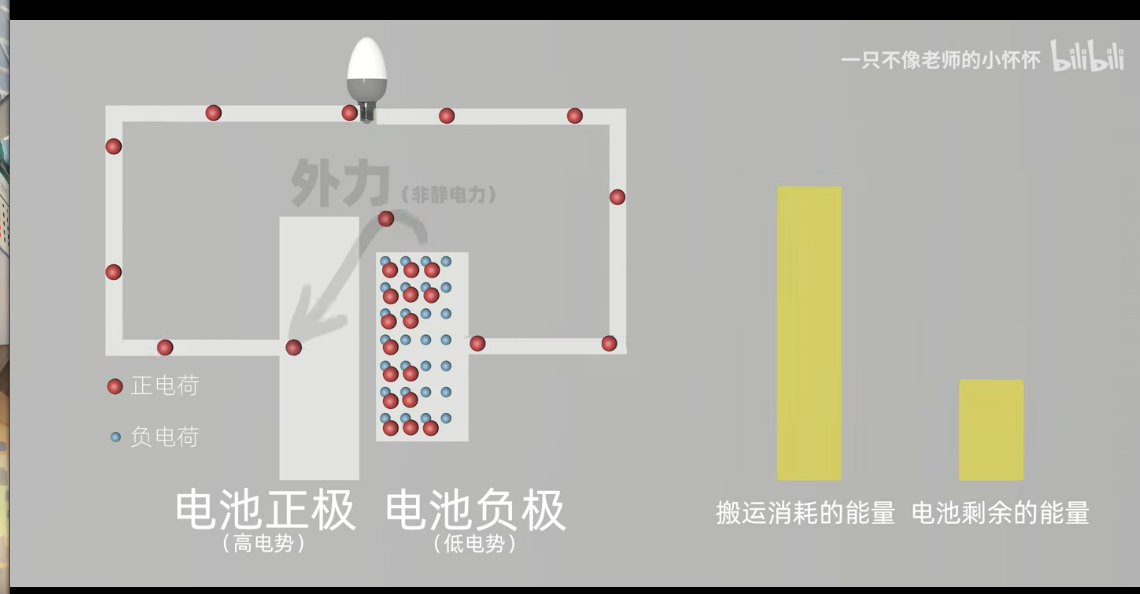 一只不像老师的小怀怀 bilibili
外力（非静电力）
正电荷
负电荷
电池正极 电池负极
（高电势） （低电势）
搬运消耗的能量 电池剩余的能量